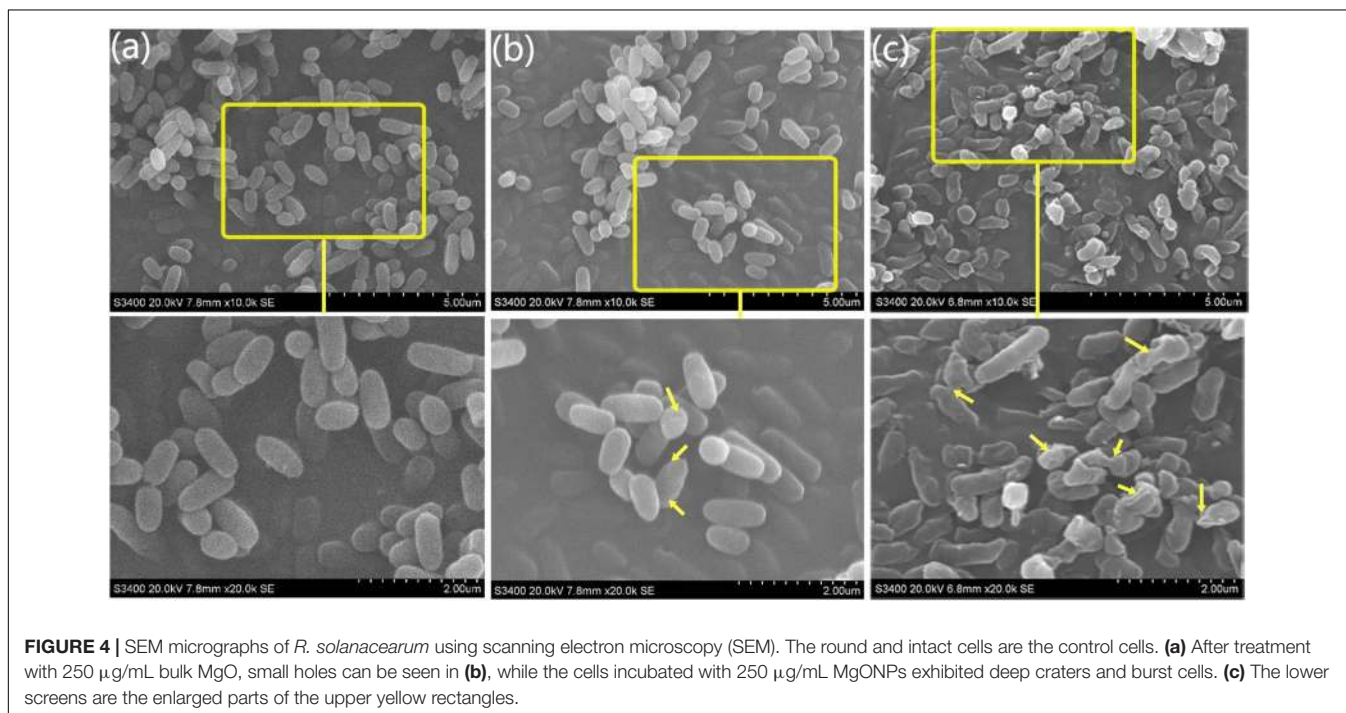 (a)
(b)
(c)
S3400 20.0kV 7.8mm x10.0k SE 5.00um
S3400 20.0kV 7.8mm x10.0k SE 5.00um
S3400 20.0kV 6.8mm x10.0k SE 5.00um
S3400 20.0kV 7.8mm x20.0k SE 2.00um
S3400 20.0kV 7.8mm x20.0k SE 2.00um
S3400 20.0kV 6.8mm x20.0k SE 2.00um
FIGURE 4 | SEM micrographs of R. solanacearum using scanning electron microscopy (SEM). The round and intact cells are the control cells. (a) After treatment
with 250 μg/mL bulk MgO, small holes can be seen in (b), while the cells incubated with 250 μg/mL MgONPs exhibited deep craters and burst cells. (c) The lower
screens are the enlarged parts of the upper yellow rectangles.